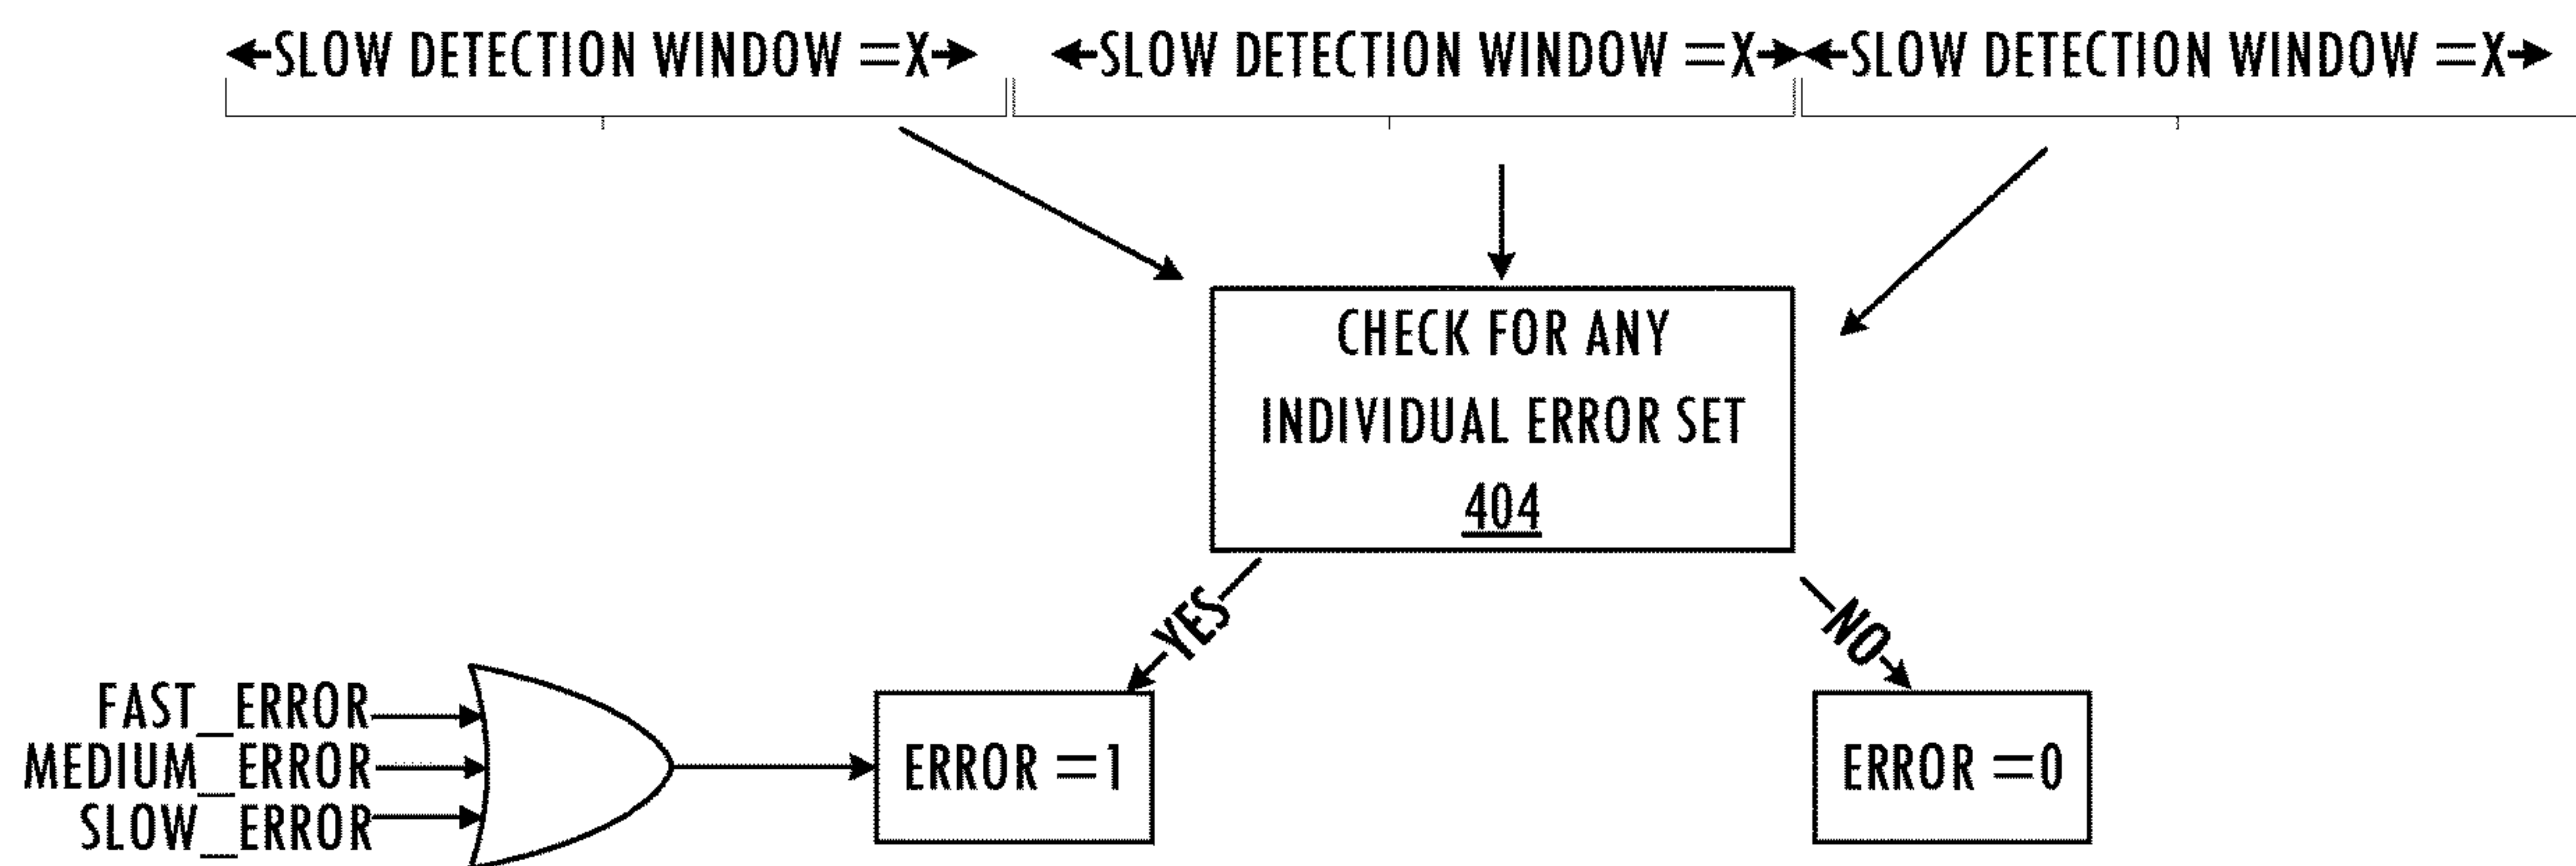 SLOW DETECTION WINDOW =X SLOW DETECTION WINDOW =X SLOW DETECTION WINDOW =X
CHECK FOR ANY
INDIVIDUAL ERROR SET
404
YES
NO
FAST_ERROR
MEDIUM_ERROR
SLOW_ERROR
ERROR =1
ERROR =0